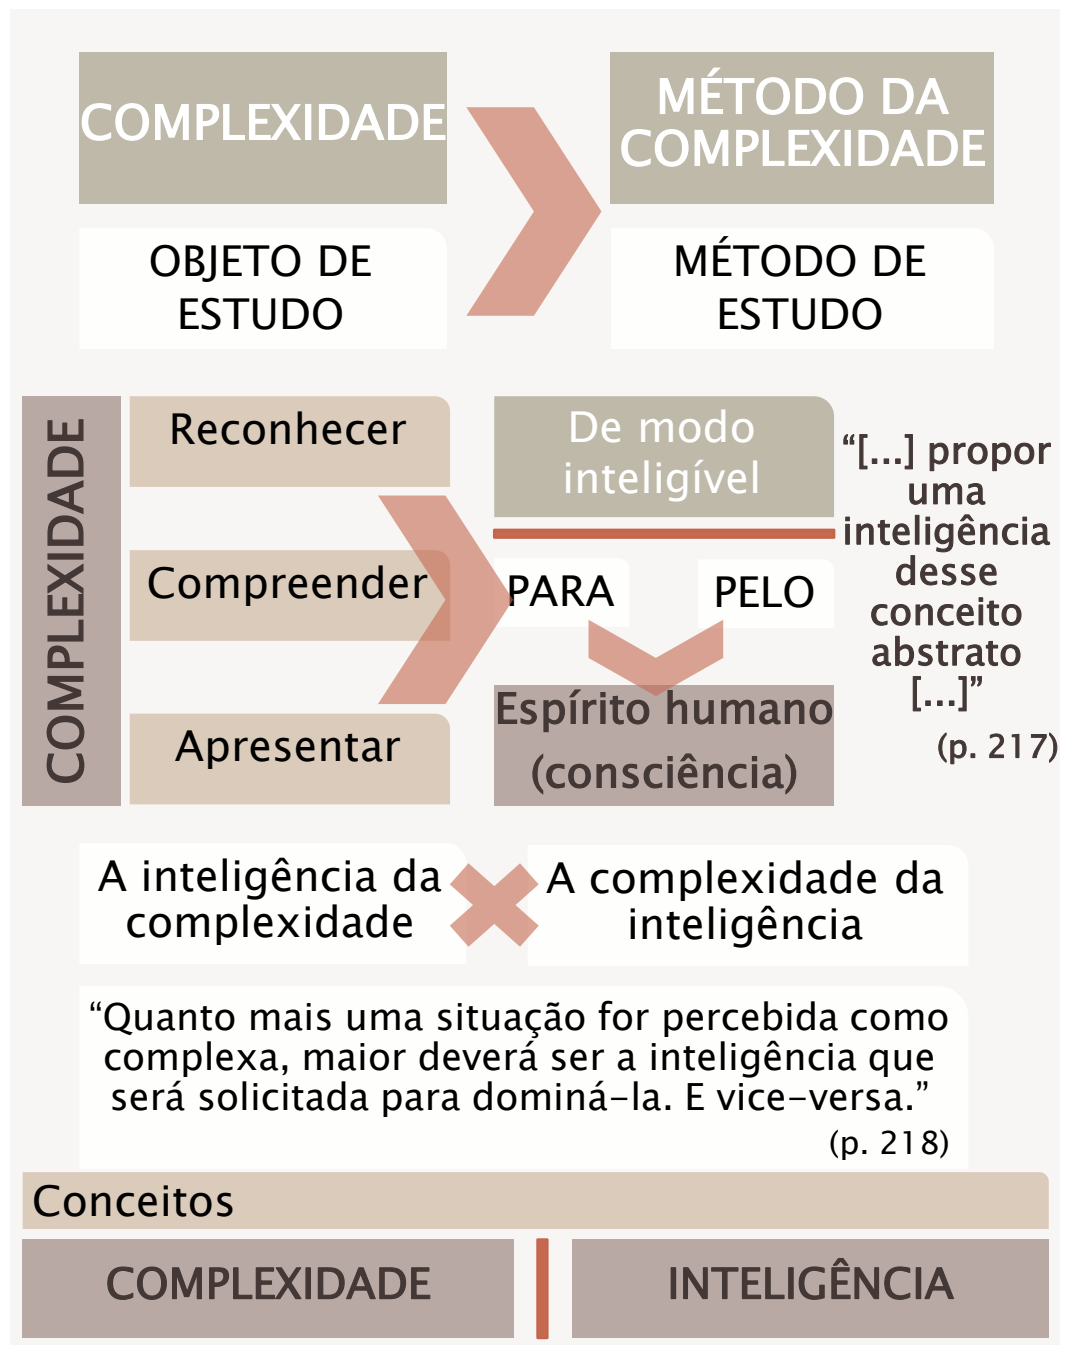 COMPLEXIDADE
MÉTODO DA
COMPLEXIDADE
OBJETO DE
ESTUDO
MÉTODO DE
ESTUDO
COMPLEXIDADE
Reconhecer
Compreender
Apresentar
De modo
inteligível
PARA
PELO
Espírito humano
(consciência)
“[...] propor
uma
inteligência
desse
conceito
abstrato
[...]”
(p. 217)
A inteligência da
complexidade
A complexidade da
inteligência
“Quanto mais uma situação for percebida como
complexa, maior deverá ser a inteligência que
será solicitada para dominá-la. E vice-versa.”
(p. 218)
Conceitos
COMPLEXIDADE
INTELIGÊNCIA